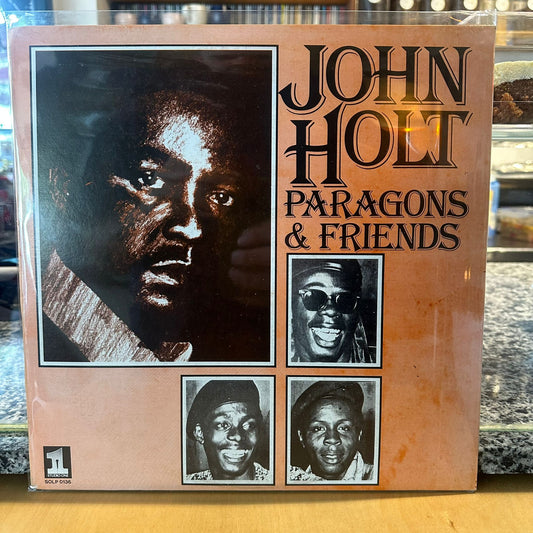 JOHN
HOLT
PARAGONS
& FRIENDS
1
SOLP 0136